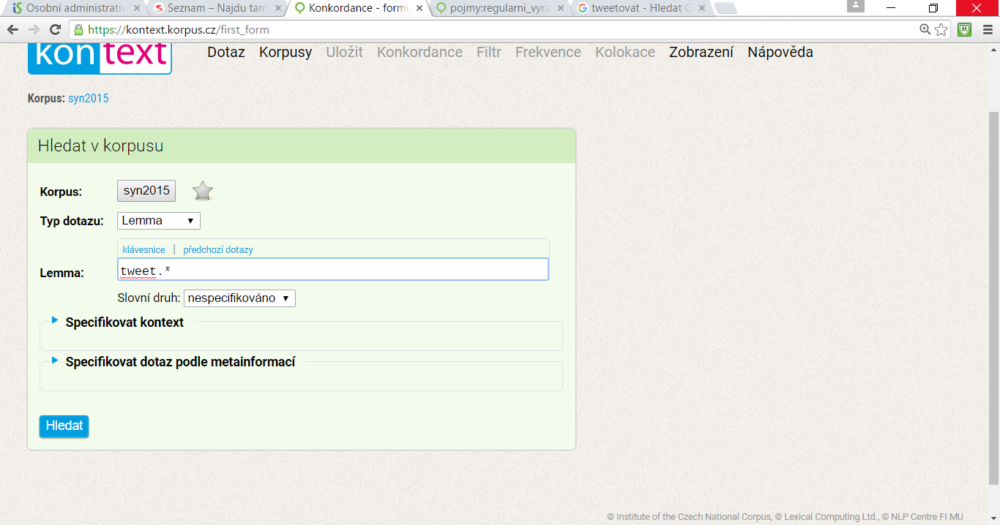 Osobní administrativ
Seznam – Najdu tam
Konkordance - formu
pojmy:regularni_vyra
tweetovat - Hledat G
https://kontext.korpus.cz/first_form
kontext
Dotaz Korpusy Uložit Konkordance Filtr Frekvence Kolokace Zobrazení Nápověda
Korpus: syn2015
Hledat v korpusu
Korpus: syn2015
Typ dotazu: Lemma
klávesnice | předchozí dotazy
Lemma: tweet.*
Slovní druh: nespecifikováno
Specifikovat kontext
Specifikovat dotaz podle metainformací
Hledat
© Institute of the Czech National Corpus, © Lexical Computing Ltd., © NLP Centre FI MU